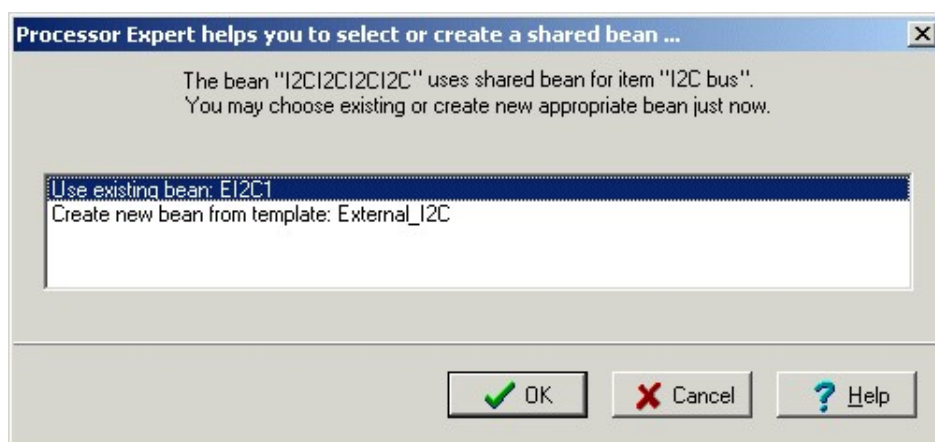 Processor Expert helps you to select or create a shared bean ...
The bean "I2CI2CI2CI2C" uses shared bean for item "I2C bus".
You may choose existing or create new appropriate bean just now.
Use existing bean: EI2C1
Create new bean from template: External_I2C
OK
Cancel
Help